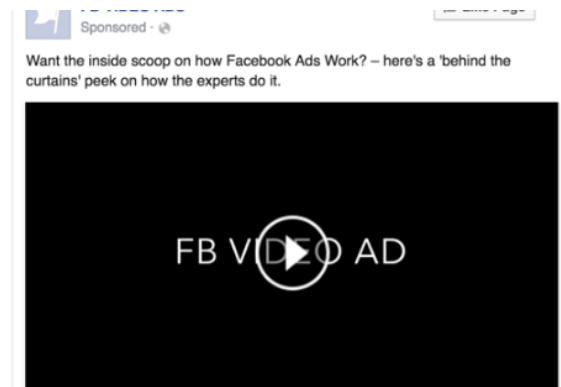 Sponsored ·
Want the inside scoop on how Facebook Ads Work? – here's a 'behind the
curtains' peek on how the experts do it.
FB VIDEO AD